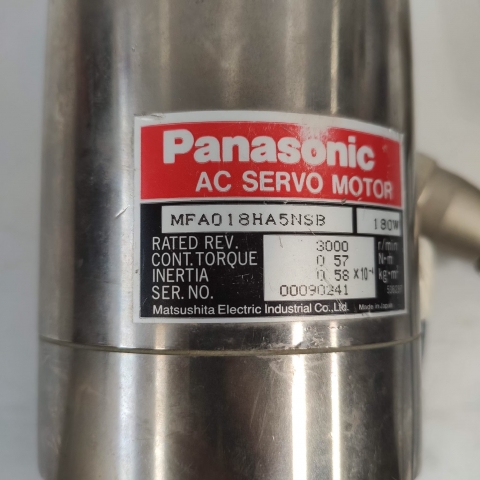 Panasonic
AC SERVO MOTOR
MFA018HA5NSB 180W
RATED REV. 3000 r/min
CONT. TORQUE 0.57 N·m
INERTIA 0.58 ×10⁻⁴ kg·m²
SER. NO. 00090241
Matsushita Electric Industrial Co., Ltd. Made in Japan